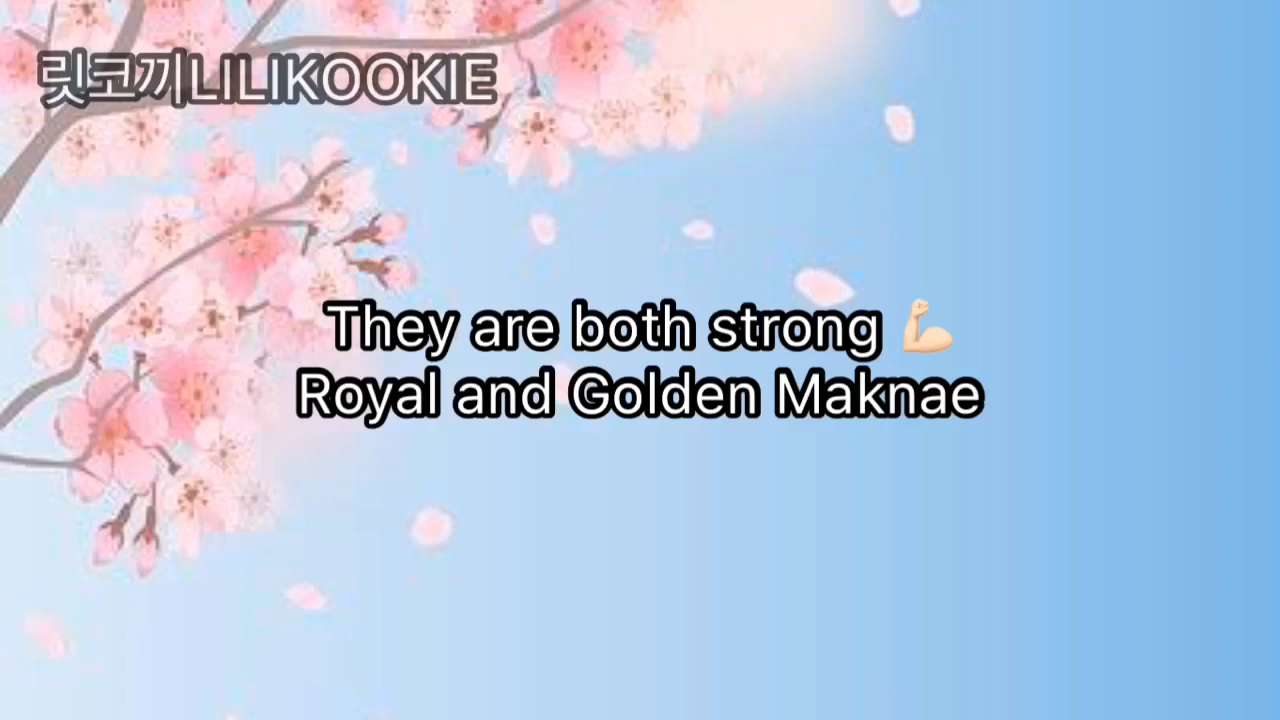 릿코끼LILIKOOKIE
They are both strong 💪🏻
Royal and Golden Maknae